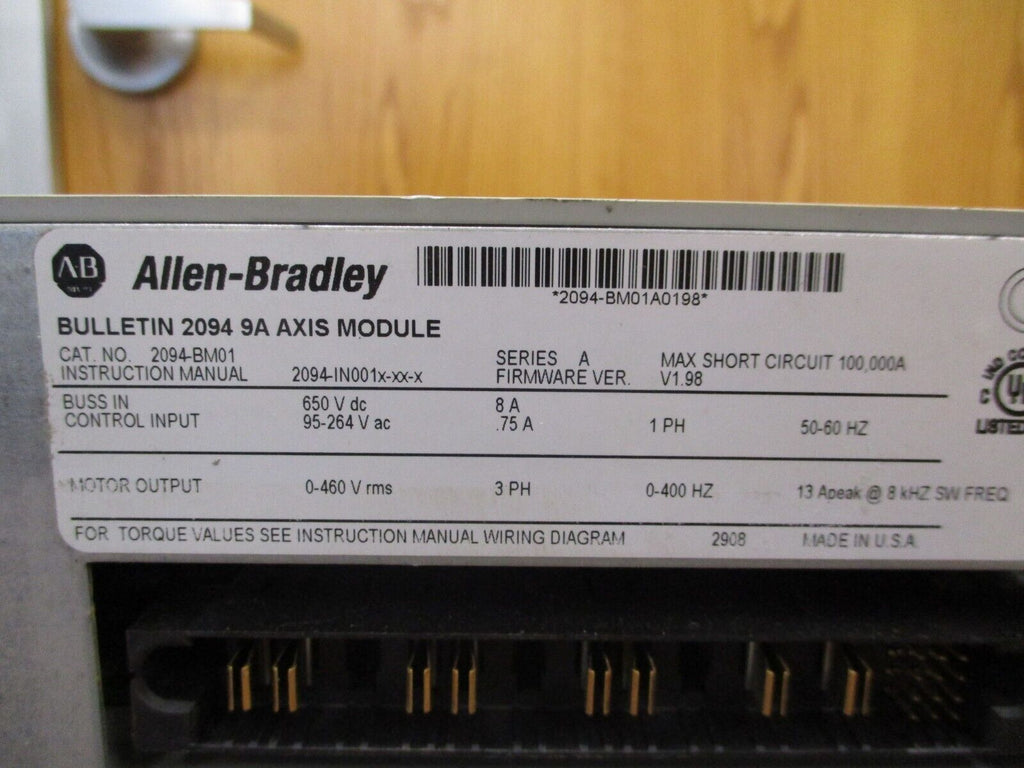 AB
Allen-Bradley
*2094-BM01A0198*
BULLETIN 2094 9A AXIS MODULE
CAT. NO. 2094-BM01 SERIES A MAX SHORT CIRCUIT 100,000A
INSTRUCTION MANUAL 2094-IN001x-xx-x FIRMWARE VER. V1.98
BUSS IN 650 V dc 8 A
CONTROL INPUT 95-264 V ac .75 A 1 PH 50-60 HZ
MOTOR OUTPUT 0-460 V rms 3 PH 0-400 HZ 13 Apeak @ 8 kHZ SW FREQ
FOR TORQUE VALUES SEE INSTRUCTION MANUAL WIRING DIAGRAM 2908 MADE IN U.S.A.
IND CO
C
LISTED